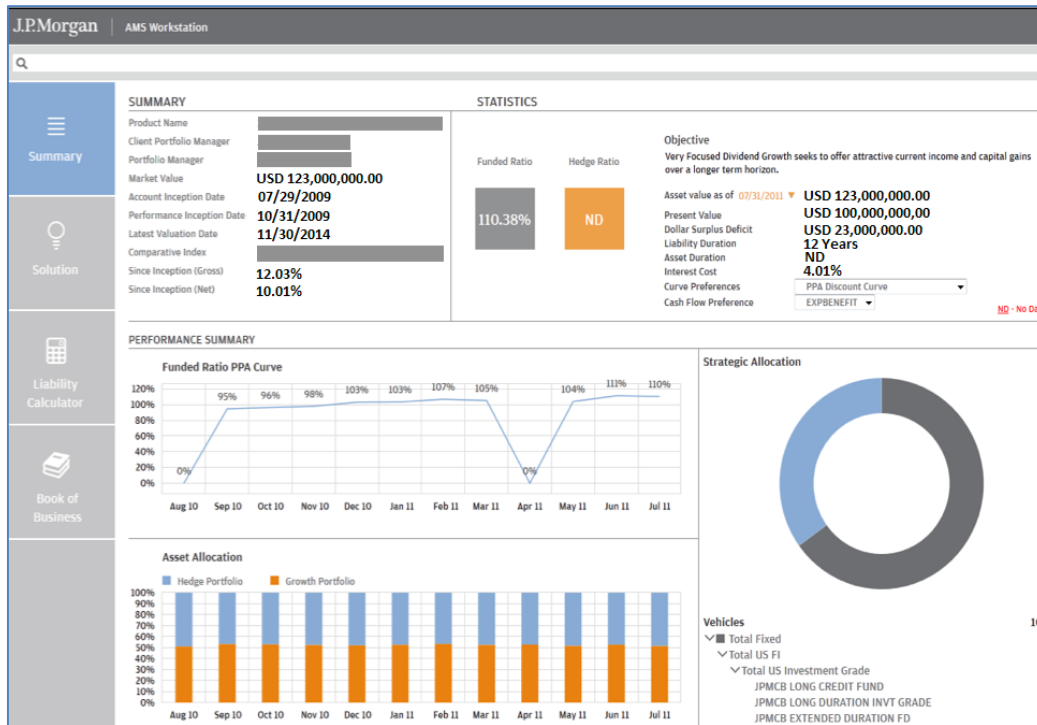 J.P.Morgan | AMS Workstation
Summary
Solution
Liability
Calculator
Book of
Business
SUMMARY
Product Name
Client Portfolio Manager
Portfolio Manager
Market Value USD 123,000,000.00
Account Inception Date 07/29/2009
Performance Inception Date 10/31/2009
Latest Valuation Date 11/30/2014
Comparative Index
Since Inception (Gross) 12.03%
Since Inception (Net) 10.01%
STATISTICS
Funded Ratio Hedge Ratio
110.38% ND
Objective
Very Focused Dividend Growth seeks to offer attractive current income and capital gains
over a longer term horizon.
Asset value as of 07/31/2011 USD 123,000,000.00
Present Value USD 100,000,000,00
Dollar Surplus Deficit USD 23,000,000.00
Liability Duration 12 Years
Asset Duration ND
Interest Cost 4.01%
Curve Preferences PPA Discount Curve
Cash Flow Preference EXPBENEFIT
ND - No Da
PERFORMANCE SUMMARY
Funded Ratio PPA Curve
120%
100%
80%
60%
40%
20%
0%
0% 95% 96% 98% 103% 103% 107% 105% 0% 104% 111% 110%
Aug 10 Sep 10 Oct 10 Nov 10 Dec 10 Jan 11 Feb 11 Mar 11 Apr 11 May 11 Jun 11 Jul 11
Asset Allocation
Hedge Portfolio Growth Portfolio
100%
90%
80%
70%
60%
50%
40%
30%
20%
10%
0%
Aug 10 Sep 10 Oct 10 Nov 10 Dec 10 Jan 11 Feb 11 Mar 11 Apr 11 May 11 Jun 11 Jul 11
Strategic Allocation
Vehicles
Total Fixed
Total US FI
Total US Investment Grade
JPMCB LONG CREDIT FUND
JPMCB LONG DURATION INVT GRADE
JPMCB EXTENDED DURATION FD